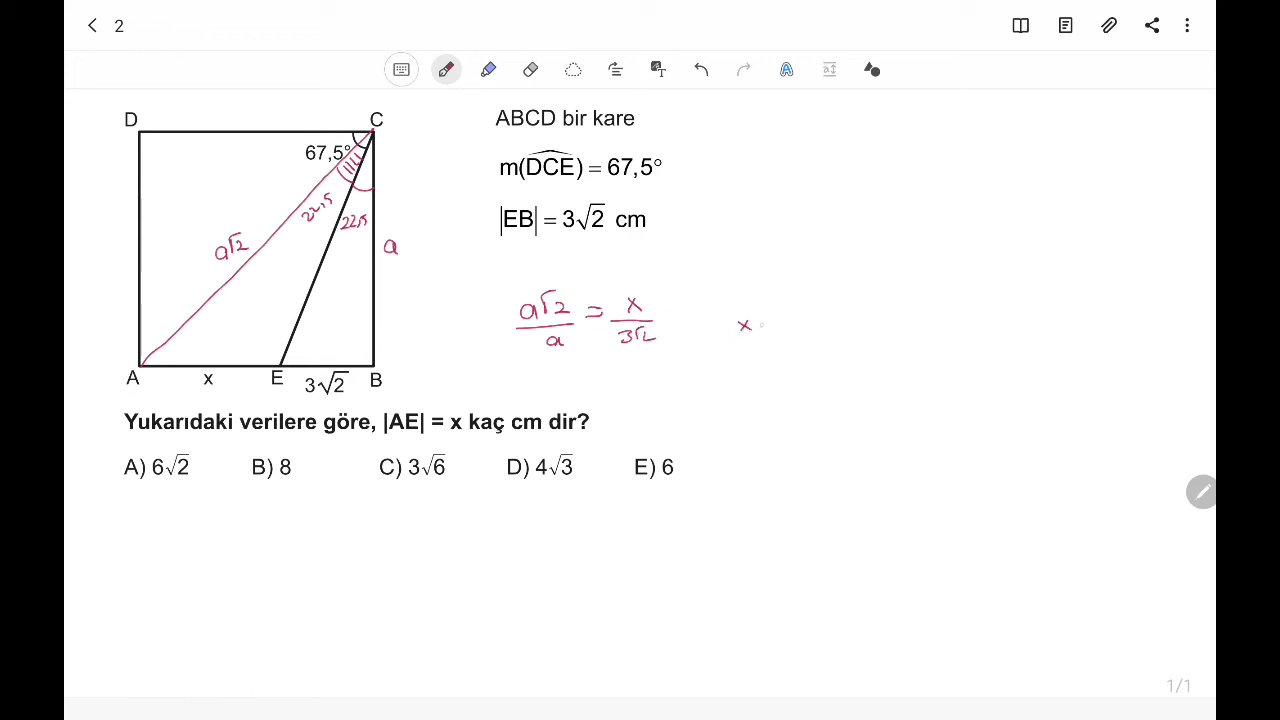 2
D C
67,5°
22,5
22,5
a√2
a
A x E 3√2 B
ABCD bir kare
m(DCE) = 67,5°
|EB| = 3√2 cm
a√2/a = x/3√2 x
Yukarıdaki verilere göre, |AE| = x kaç cm dir?
A) 6√2 B) 8 C) 3√6 D) 4√3 E) 6
1/1